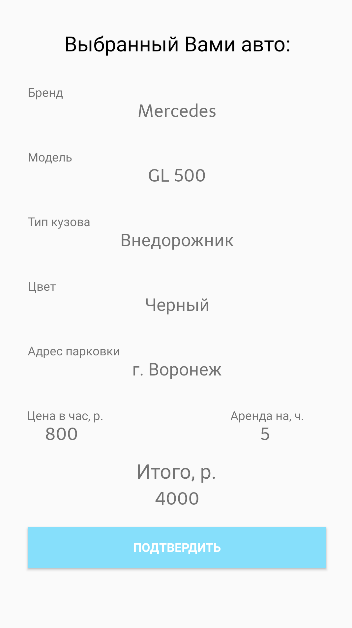 Выбранный Вами авто:
Бренд
Mercedes
Модель
GL 500
Тип кузова
Внедорожник
Цвет
Черный
Адрес парковки
г. Воронеж
Цена в час, р. Аренда на, ч.
800 5
Итого, р.
4000
ПОДТВЕРДИТЬ